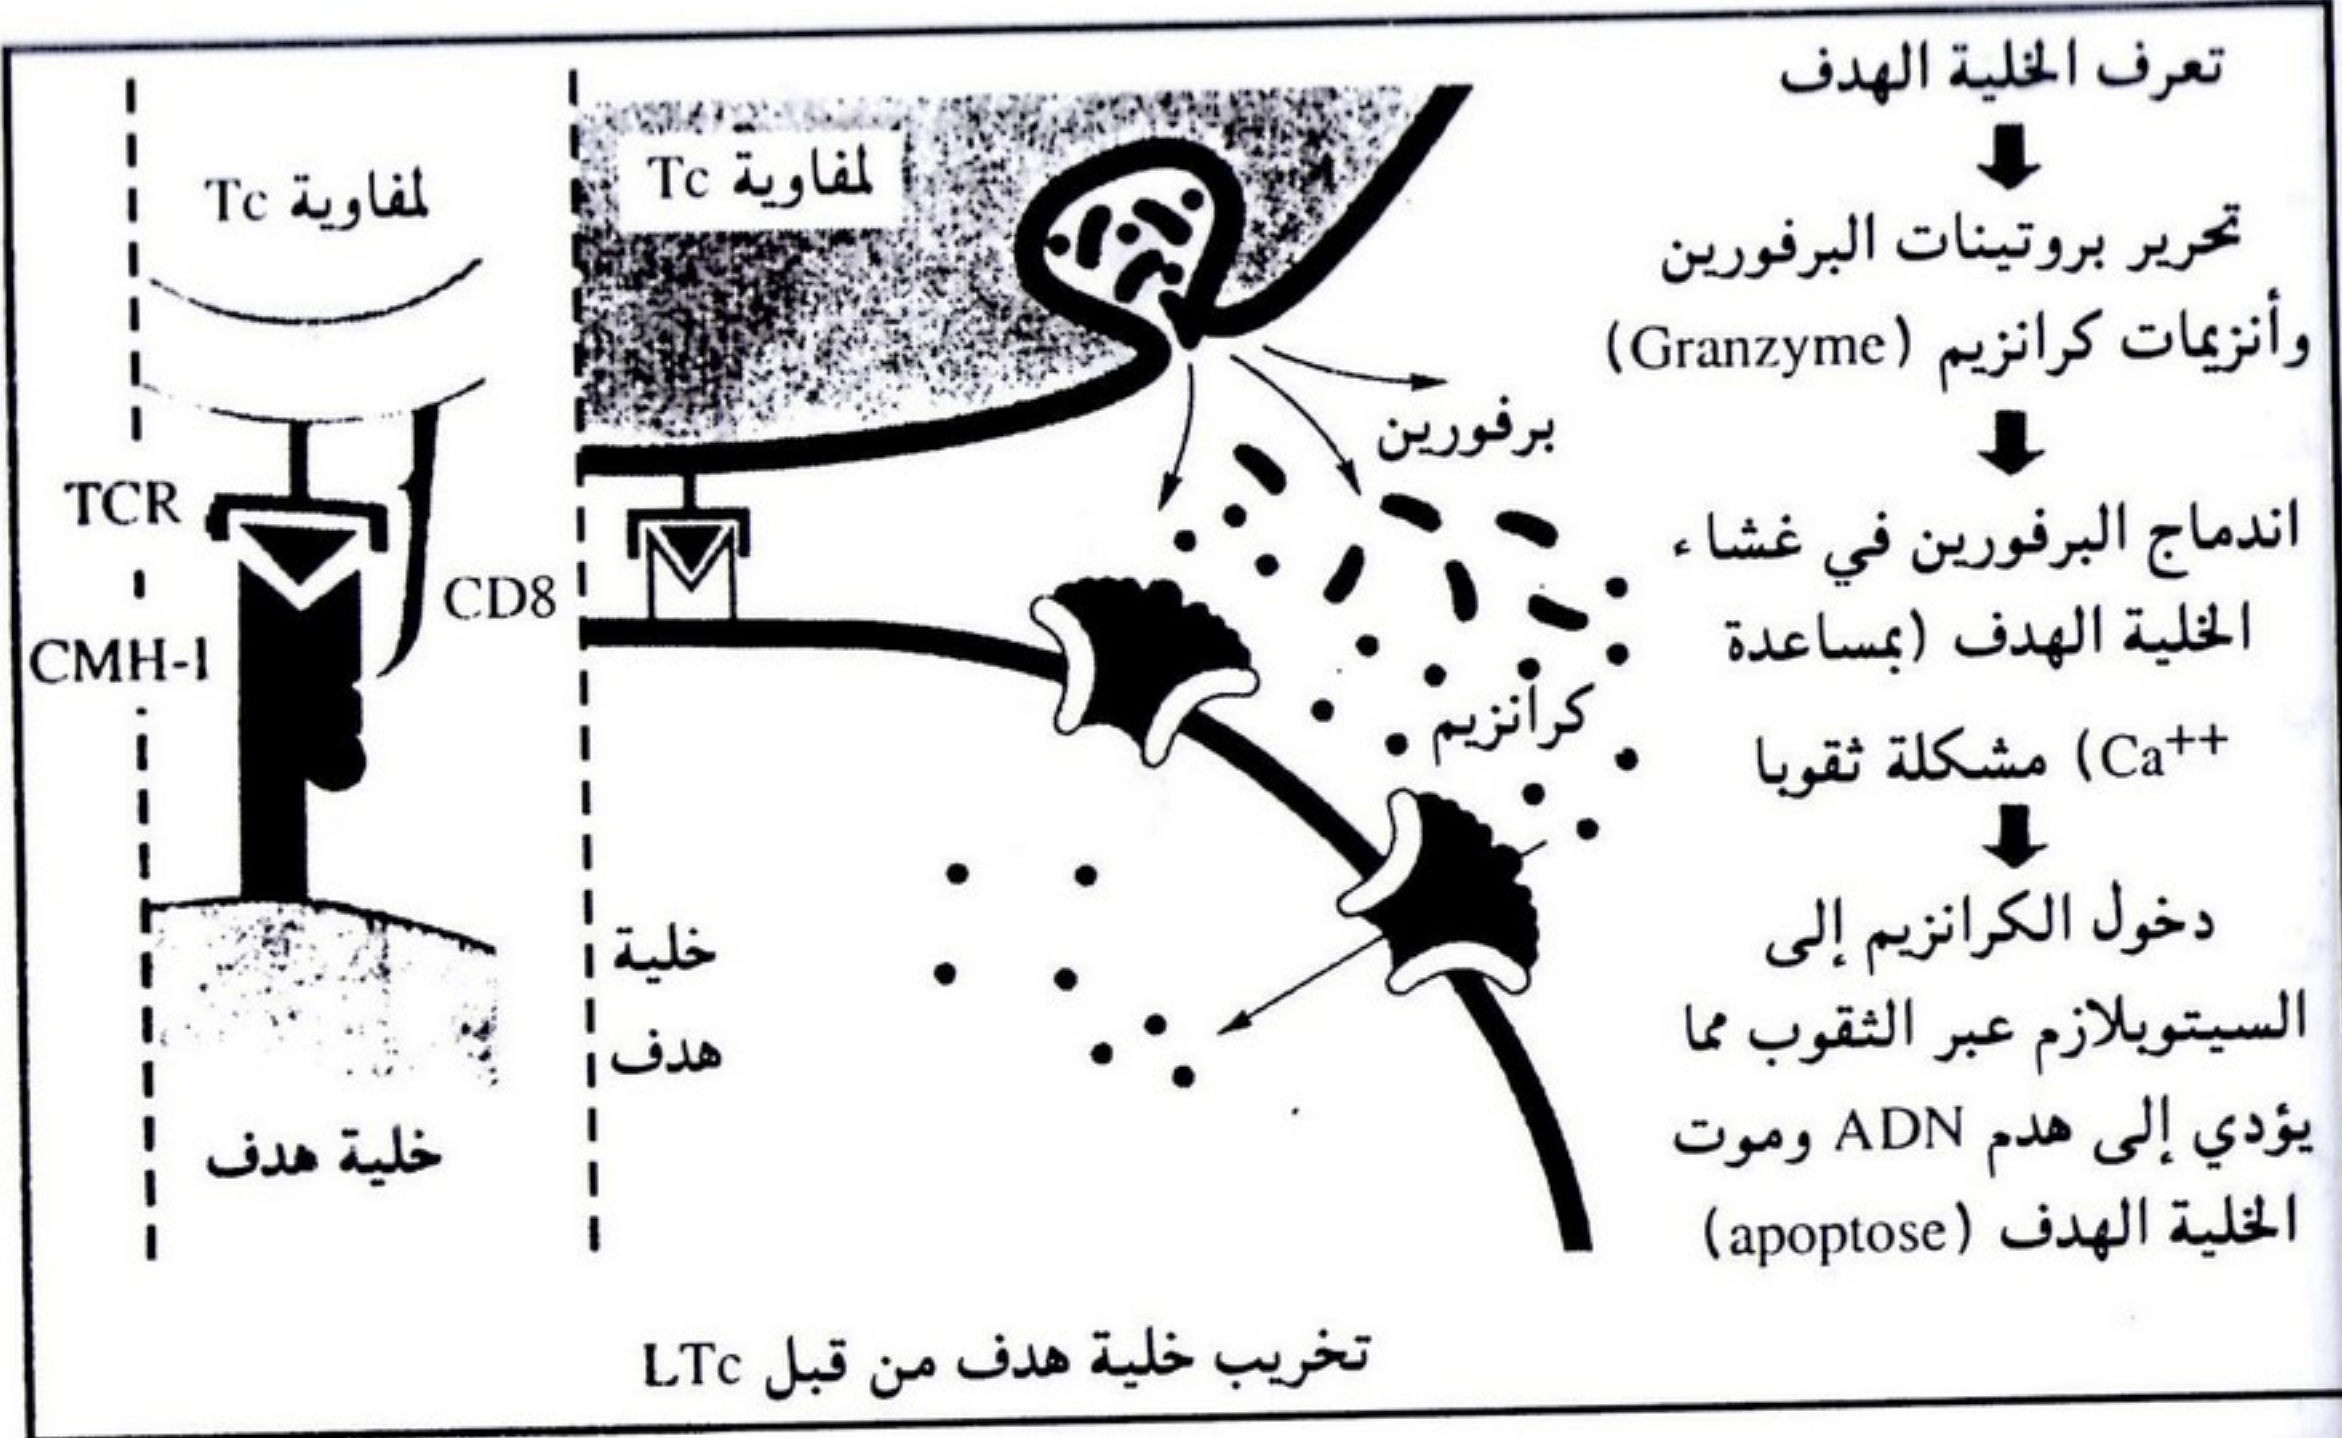 تعرف الخلية الهدف
تحرير بروتينات البرفورين
وأنزيمات كرانزيم (Granzyme)
اندماج البرفورين في غشاء
الخلية الهدف (بمساعدة
Ca++) مشكلة ثقوبا
دخول الكرانزيم إلى
السيتوبلازم عبر الثقوب مما
يؤدي إلى هدم ADN وموت
الخلية الهدف (apoptose)
لمفاوية Tc
برفورين
كرانزيم
خلية
هدف
لمفاوية Tc
TCR
CD8
CMH-1
خلية هدف
تخريب خلية هدف من قبل LTc